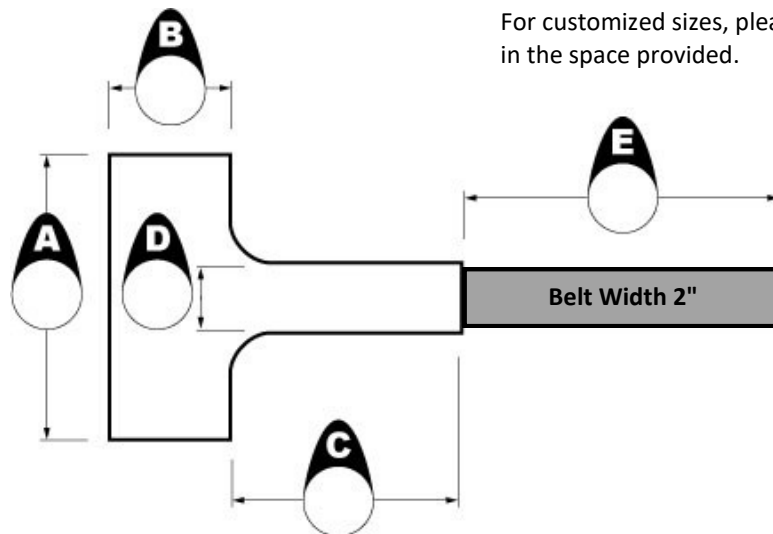 For customized sizes, plea
in the space provided.
B
E
A
D
Belt Width 2"
C